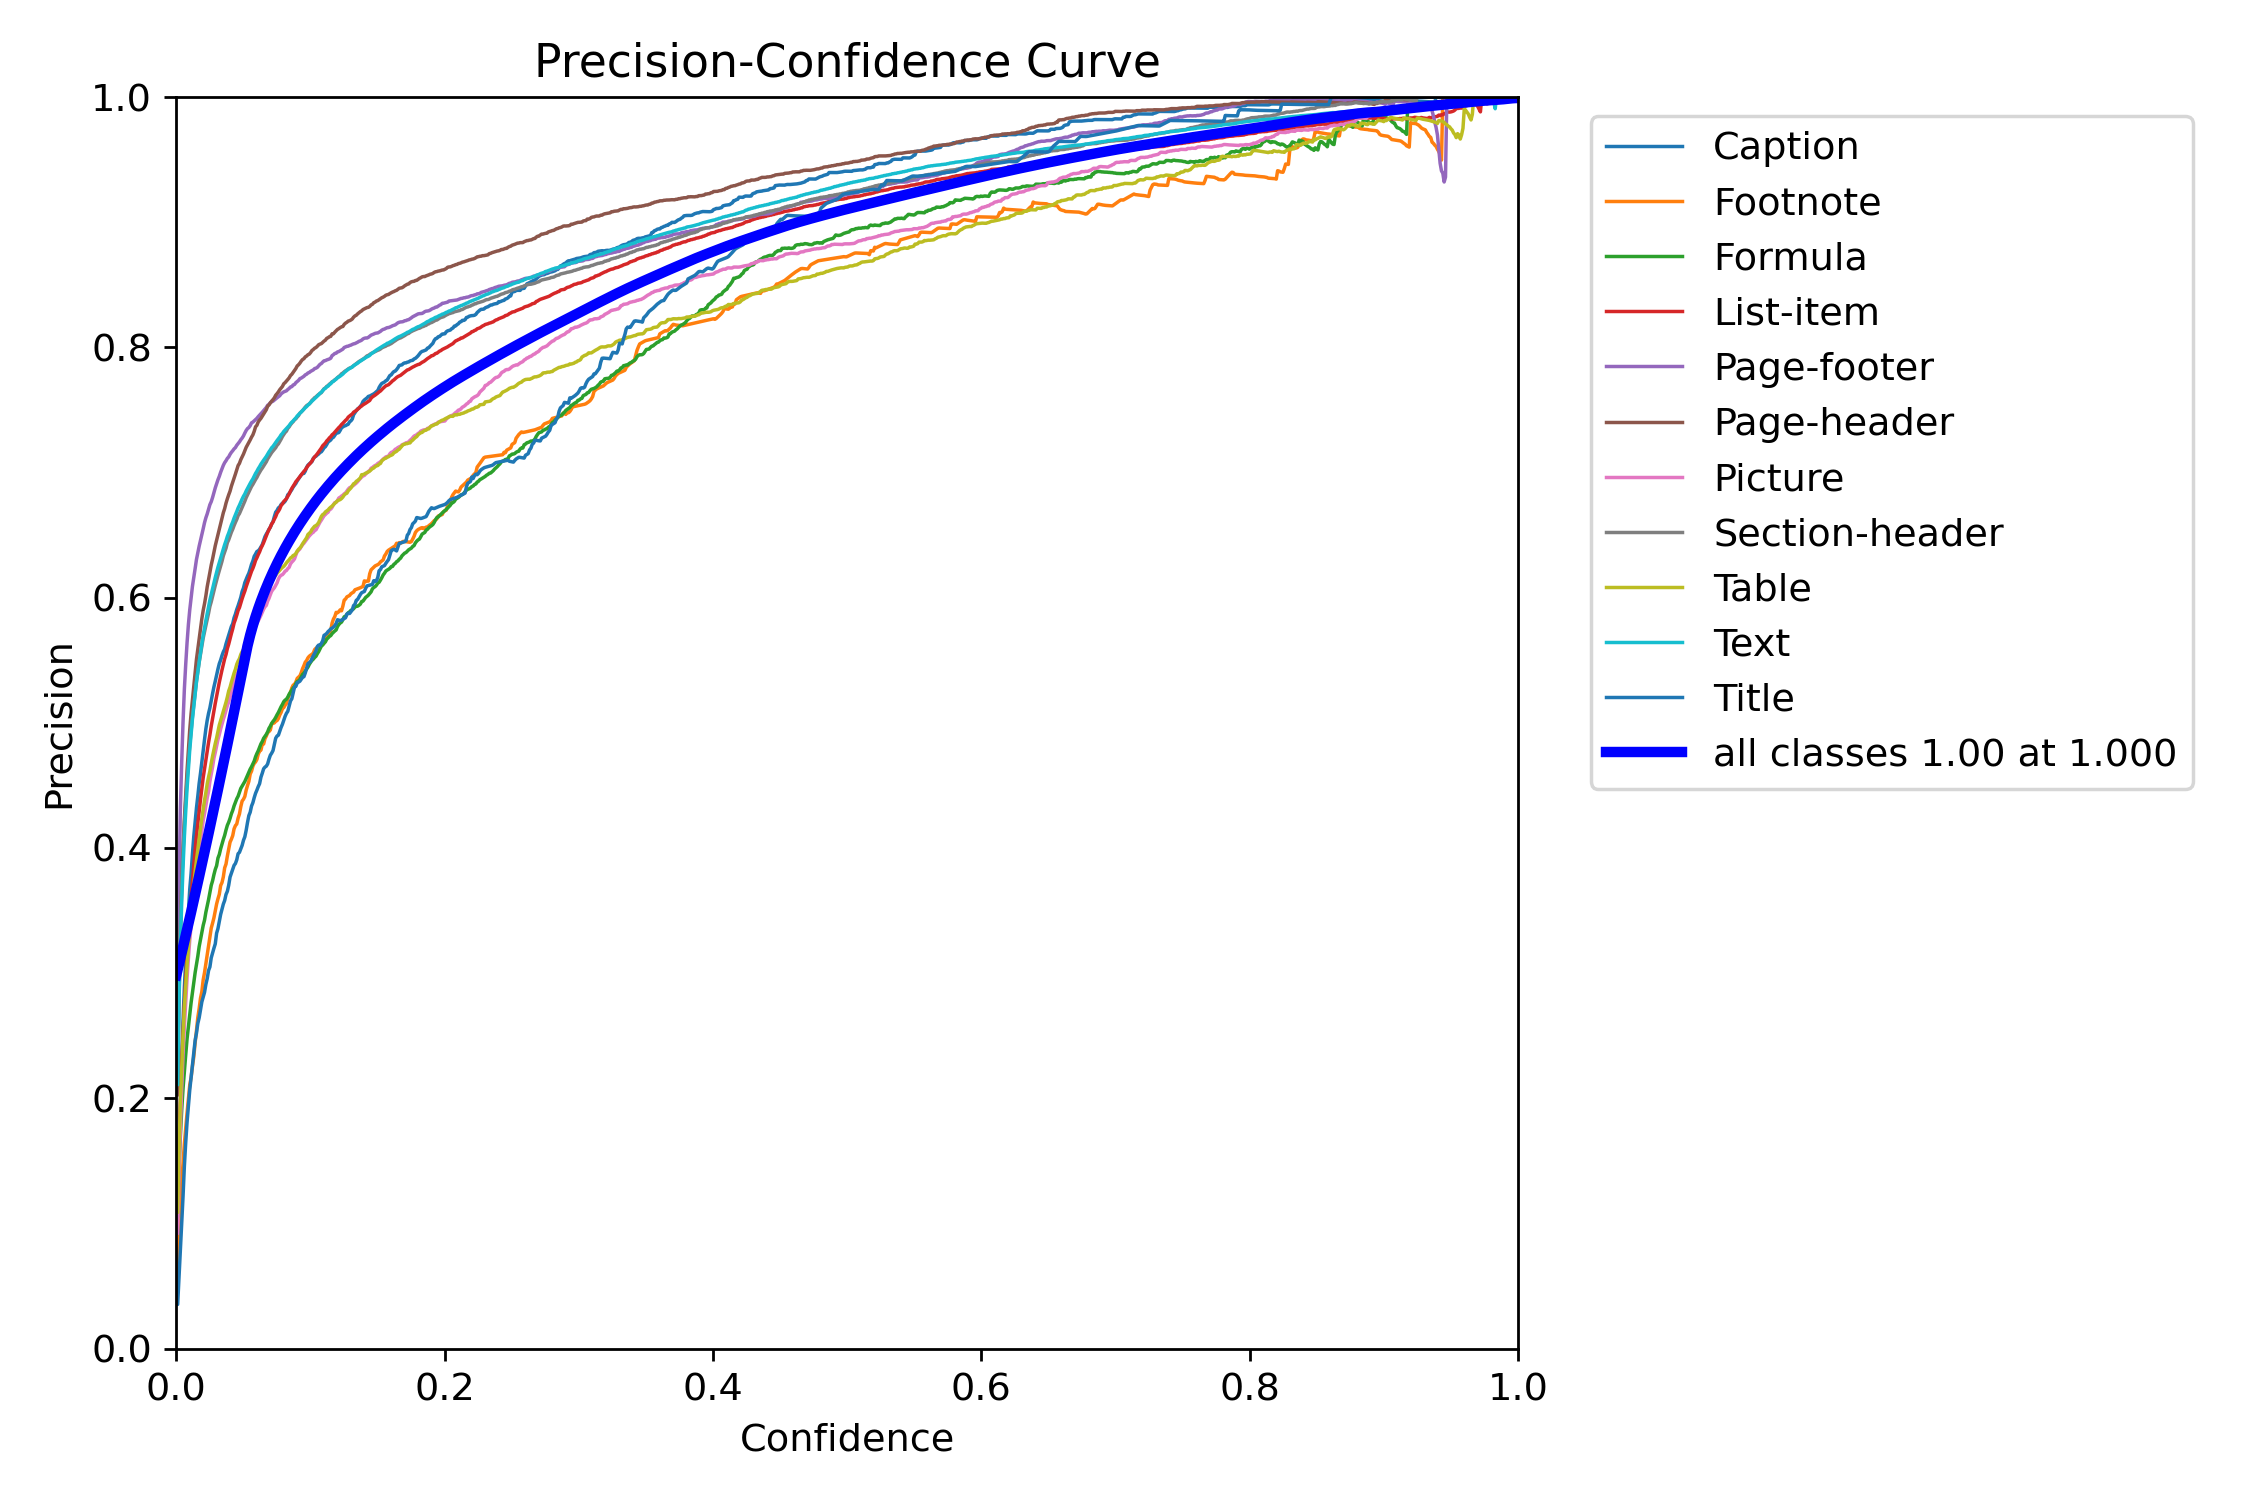 Precision-Confidence Curve
1.0
0.8
0.6
0.4
0.2
0.0
Precision
0.0 0.2 0.4 0.6 0.8 1.0
Confidence
Caption
Footnote
Formula
List-item
Page-footer
Page-header
Picture
Section-header
Table
Text
Title
all classes 1.00 at 1.000